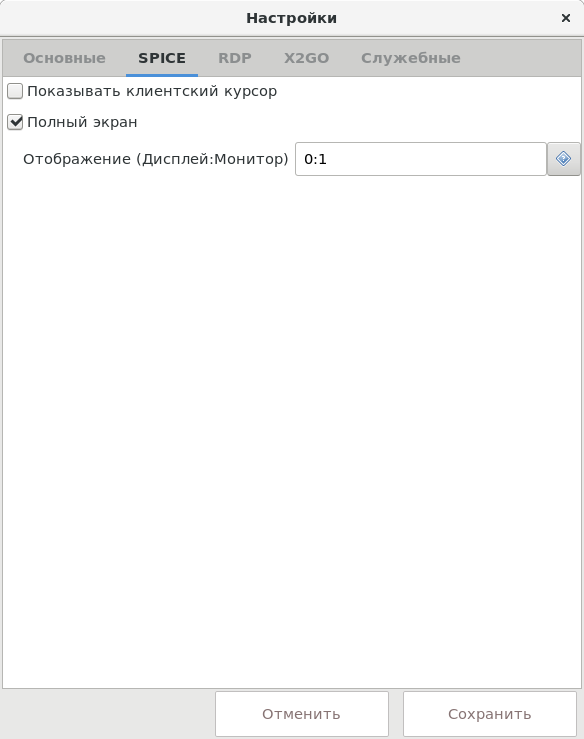 Настройки
Основные SPICE RDP X2GO Служебные
Показывать клиентский курсор
Полный экран
Отображение (Дисплей:Монитор) 0:1
Отменить Сохранить